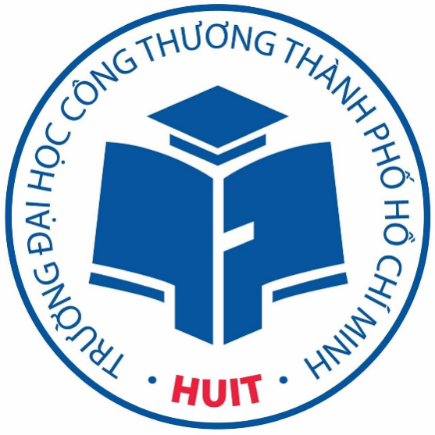 TRƯỜNG ĐẠI HỌC CÔNG THƯƠNG THÀNH PHỐ HỒ CHÍ MINH
HUIT